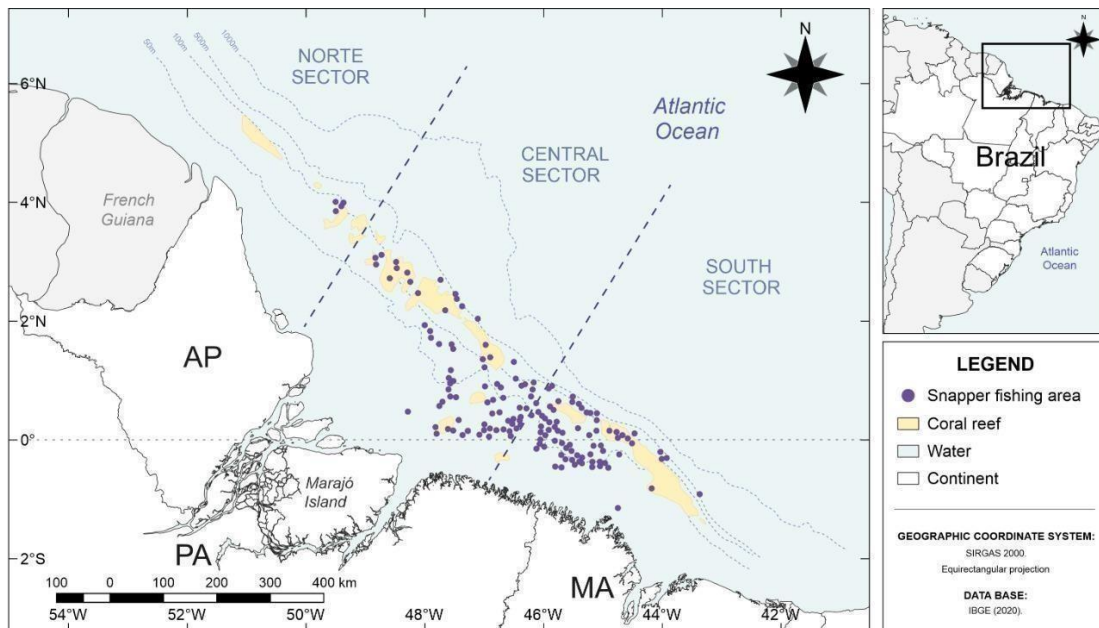 50m
100m
500m
1000m
NORTE
SECTOR
N
Atlantic
Ocean
CENTRAL
SECTOR
SOUTH
SECTOR
French
Guiana
AP
Marajó
Island
PA
MA
6°N
4°N
2°N
0°
2°S
100 0 100 200 300 400 km
54°W 52°W 50°W 48°W 46°W 44°W 42°W
N
Brazil
Atlantic
Ocean
LEGEND
Snapper fishing area
Coral reef
Water
Continent
GEOGRAPHIC COORDINATE SYSTEM:
SIRGAS 2000.
Equirectangular projection
DATA BASE:
IBGE (2020).